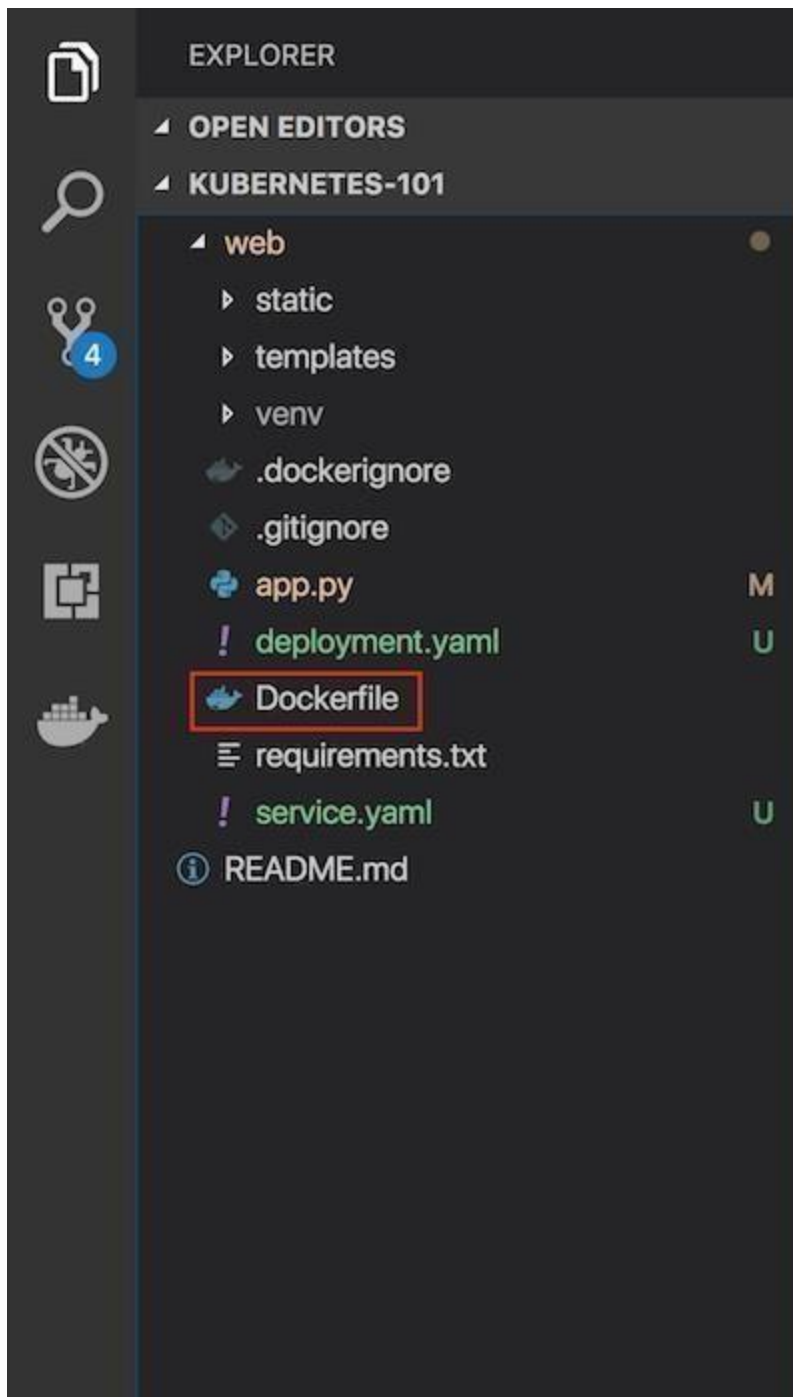 EXPLORER
OPEN EDITORS
KUBERNETES-101
web
static
templates
4
venv
.dockerignore
.gitignore
app.py M
deployment.yaml U
Dockerfile
requirements.txt
service.yaml U
README.md